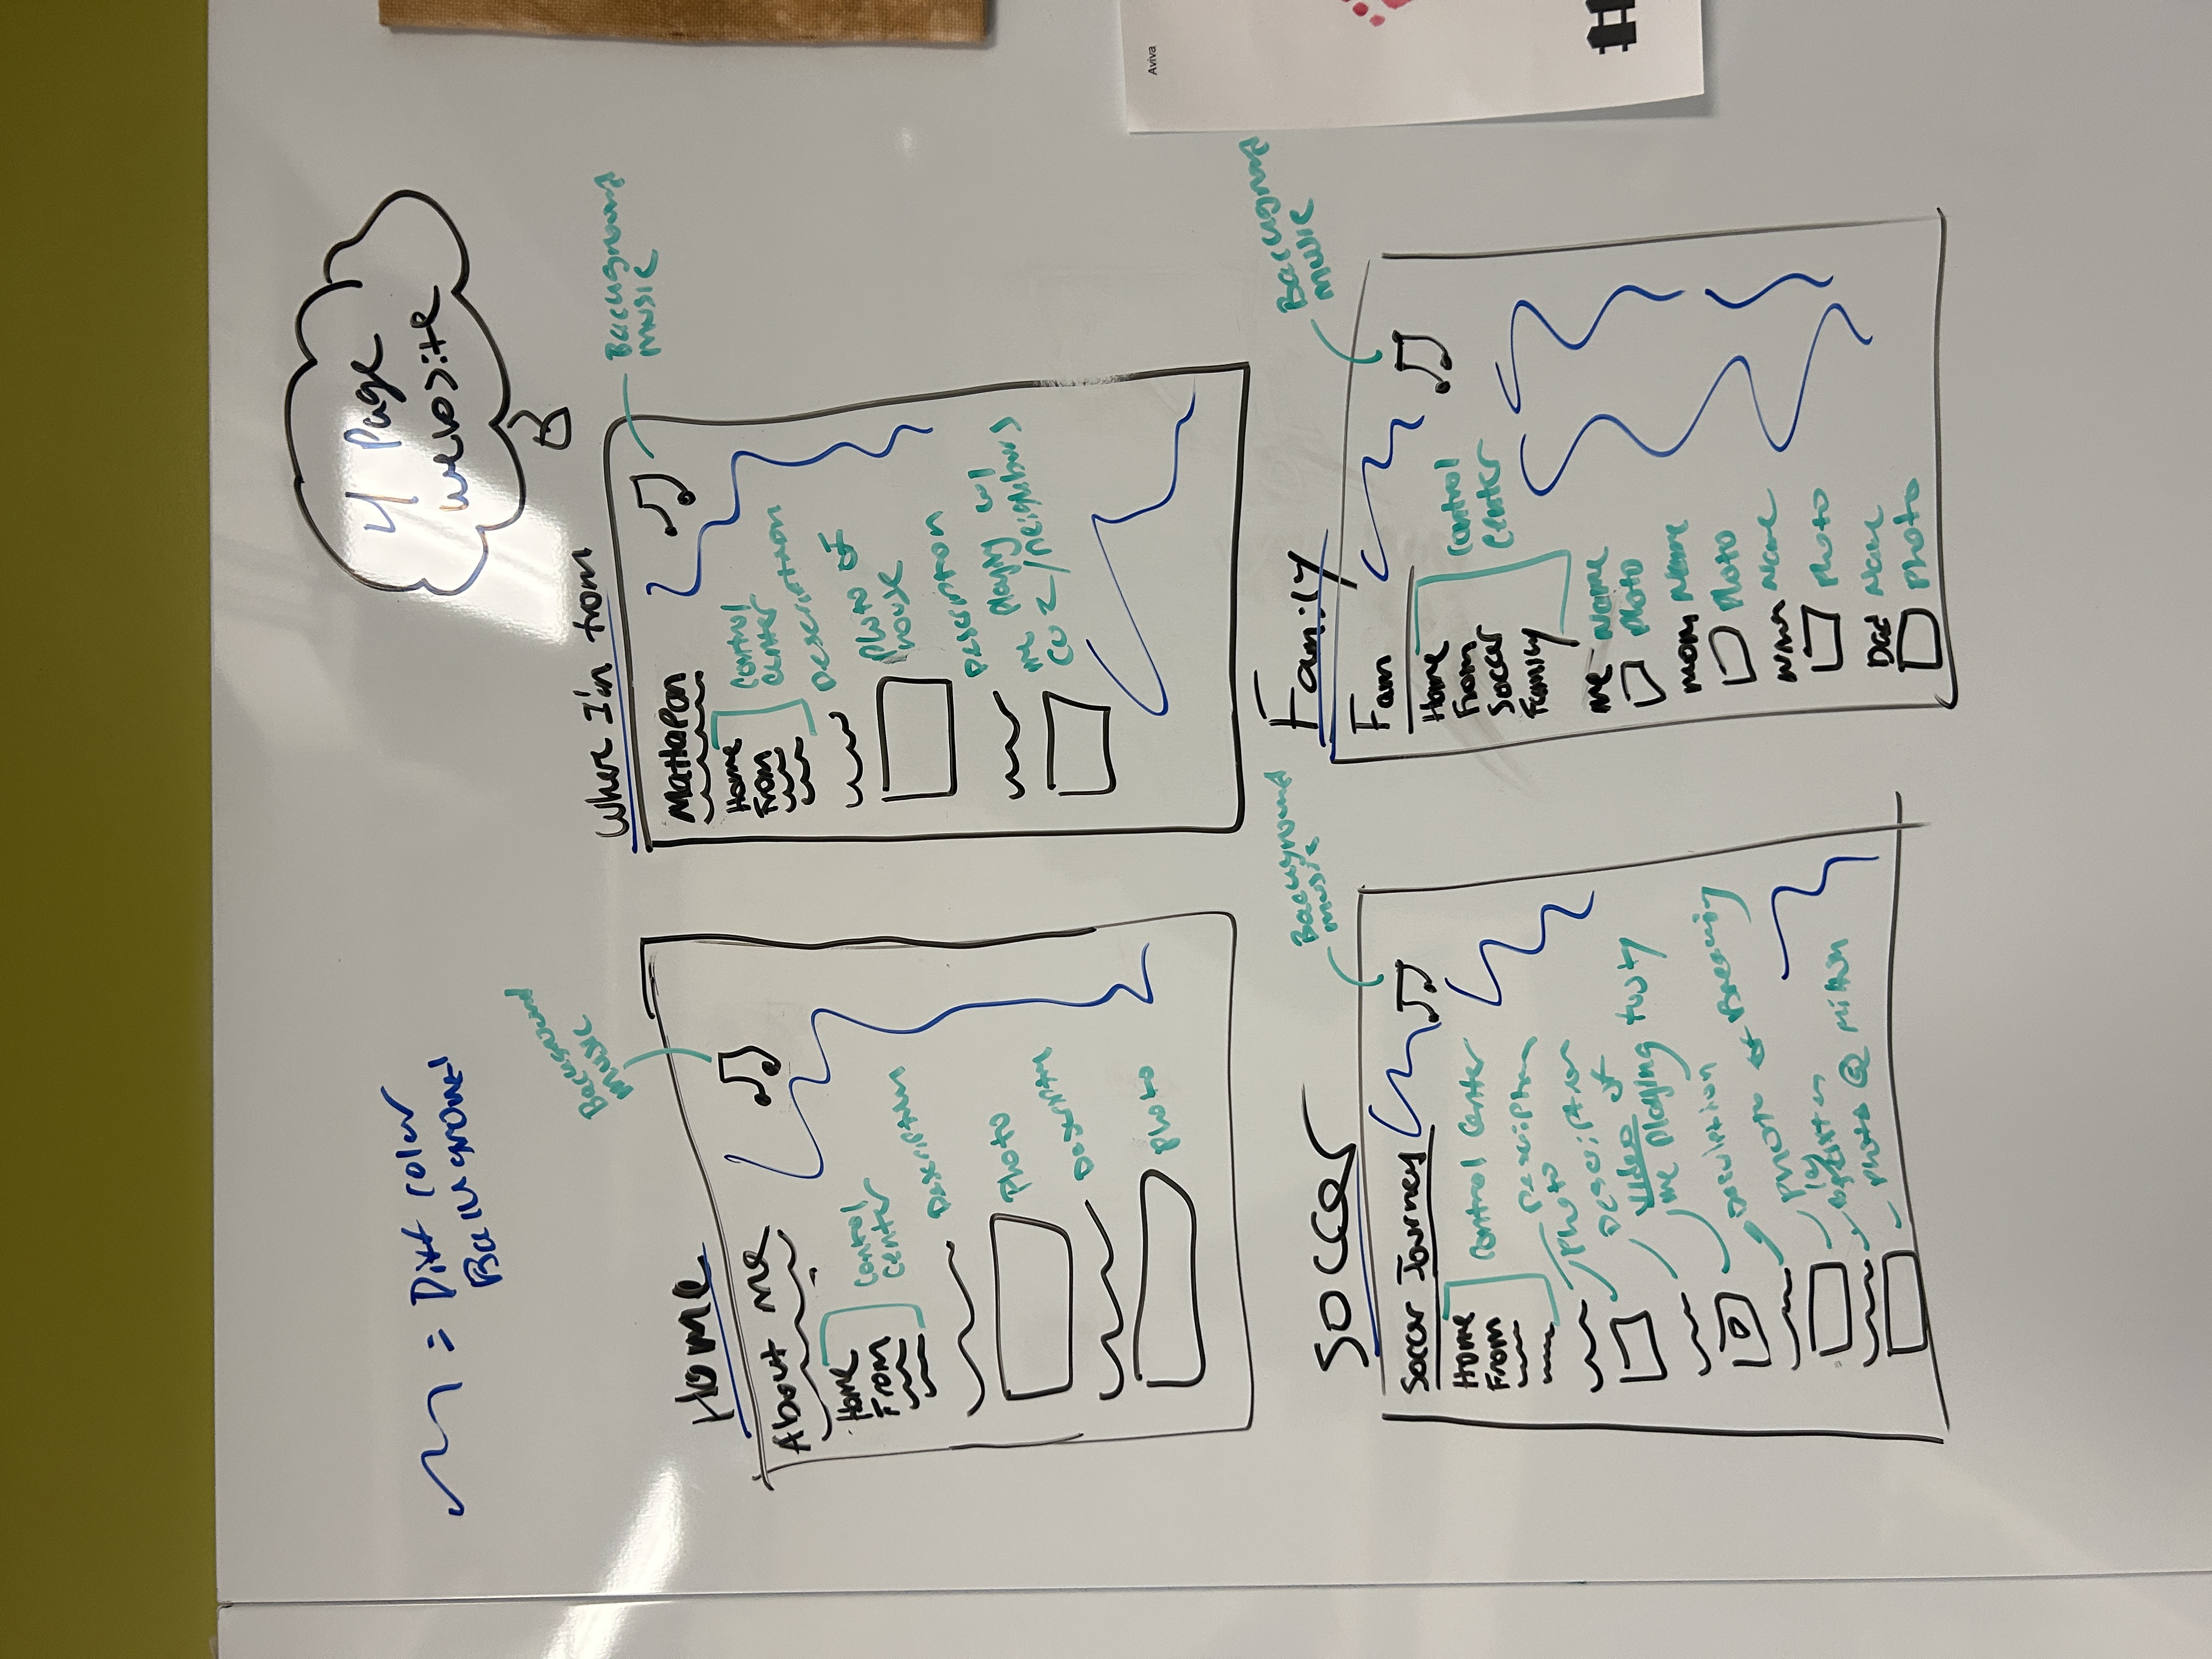 = Diff color
Background
4 Page
website
Background
music
Home
About me
Home
From
Control
center
Description
Photo
Description
Photo
Where I'm from
Background
music
Mattapan
Home
From
Control
center
Description
Photo of
house
Description
me playing w/
cuz/neighbors
Soccer
Background
music
Soccer Journey
Home
From
Control center
Description
Photo
Description
video of
me playing footy
Description
Photo of Breaking
leg
Photo @ Milton
Family
Background
music
Fam
Home
From
Soccer
Family
Control
center
me Name
Photo
mom Name
Photo
Name
Photo
Dad Name
Photo
Aviva